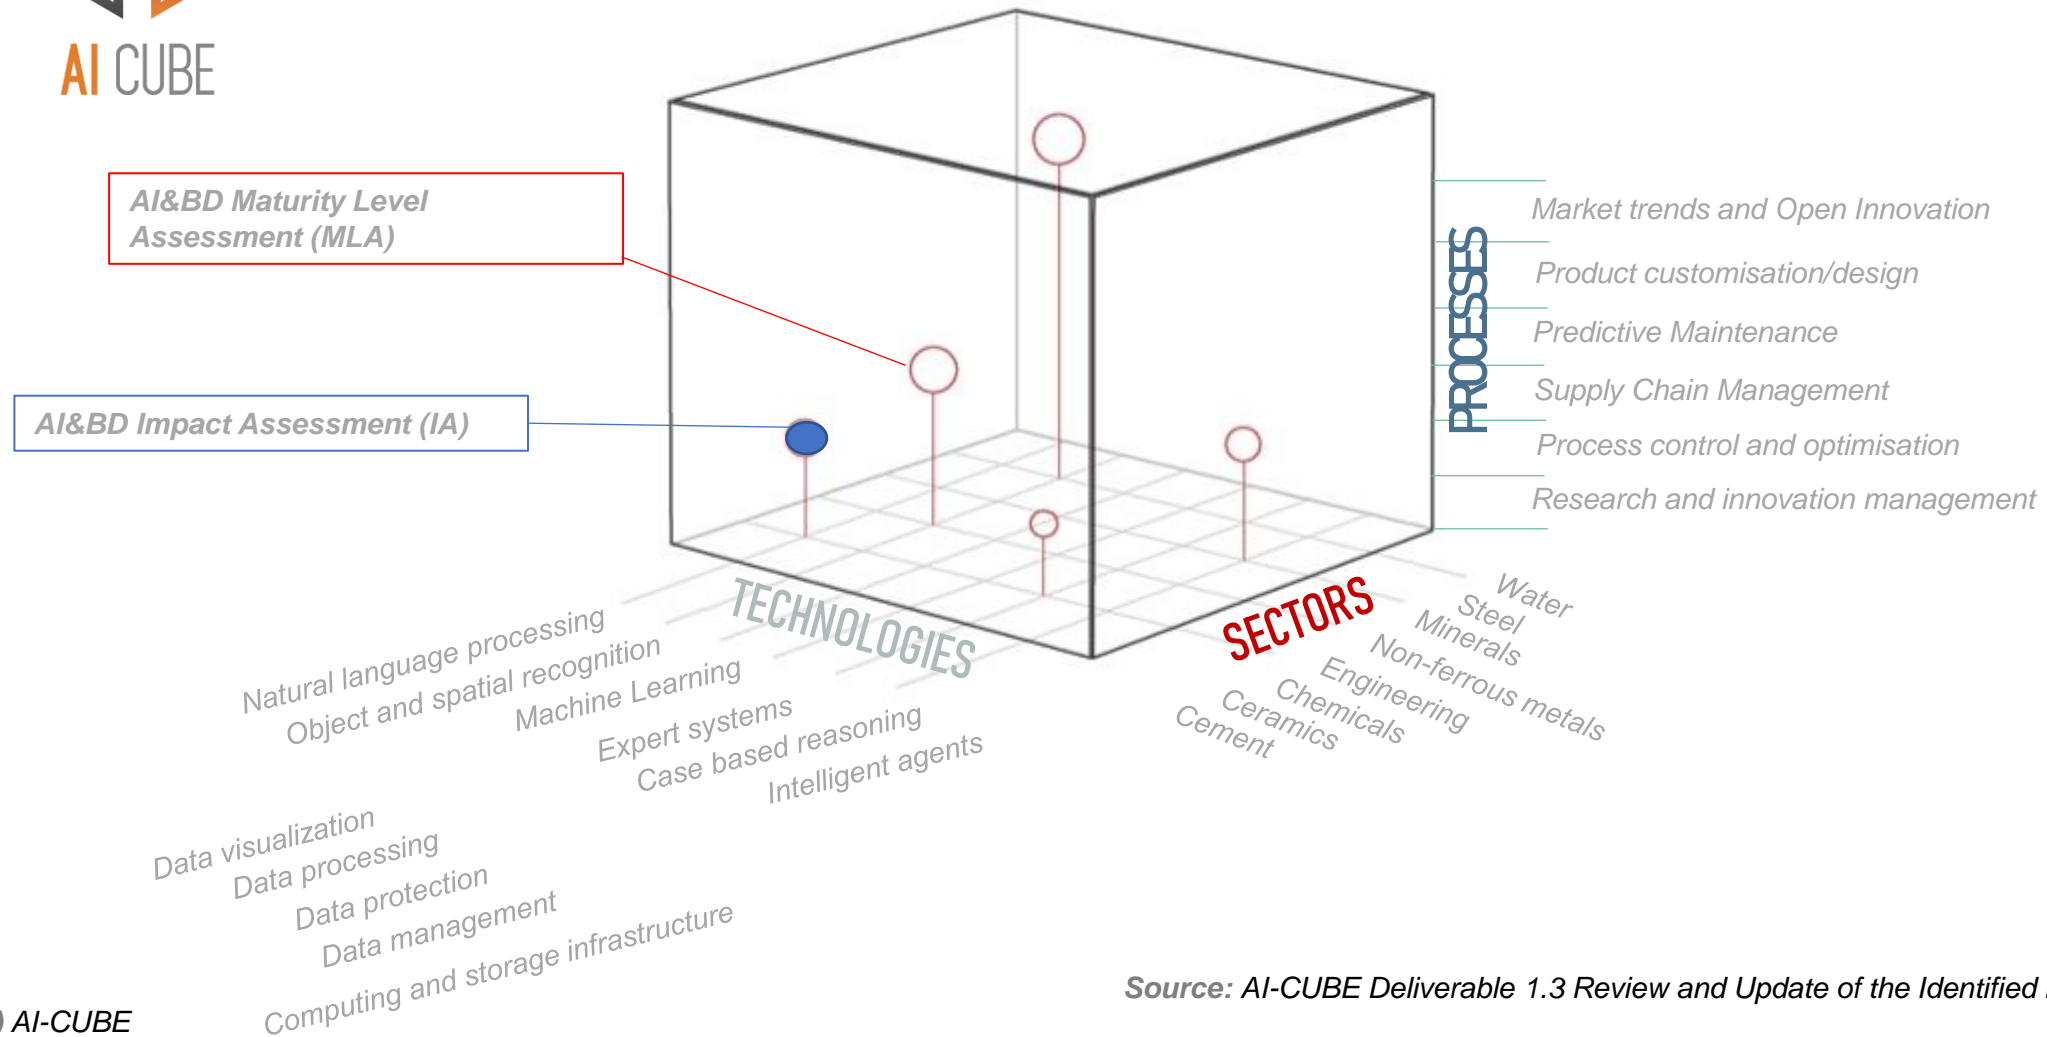 AI CUBE
AI&BD Maturity Level
Assessment (MLA)
AI&BD Impact Assessment (IA)
PROCESSES
Market trends and Open Innovation
Product customisation/design
Predictive Maintenance
Supply Chain Management
Process control and optimisation
Research and innovation management
TECHNOLOGIES
Natural language processing
Object and spatial recognition
Machine Learning
Expert systems
Case based reasoning
Intelligent agents
Data visualization
Data processing
Data protection
Data management
Computing and storage infrastructure
SECTORS
Water
Steel
Minerals
Non-ferrous metals
Engineering
Chemicals
Ceramics
Cement
Source: AI-CUBE Deliverable 1.3 Review and Update of the Identified
) AI-CUBE